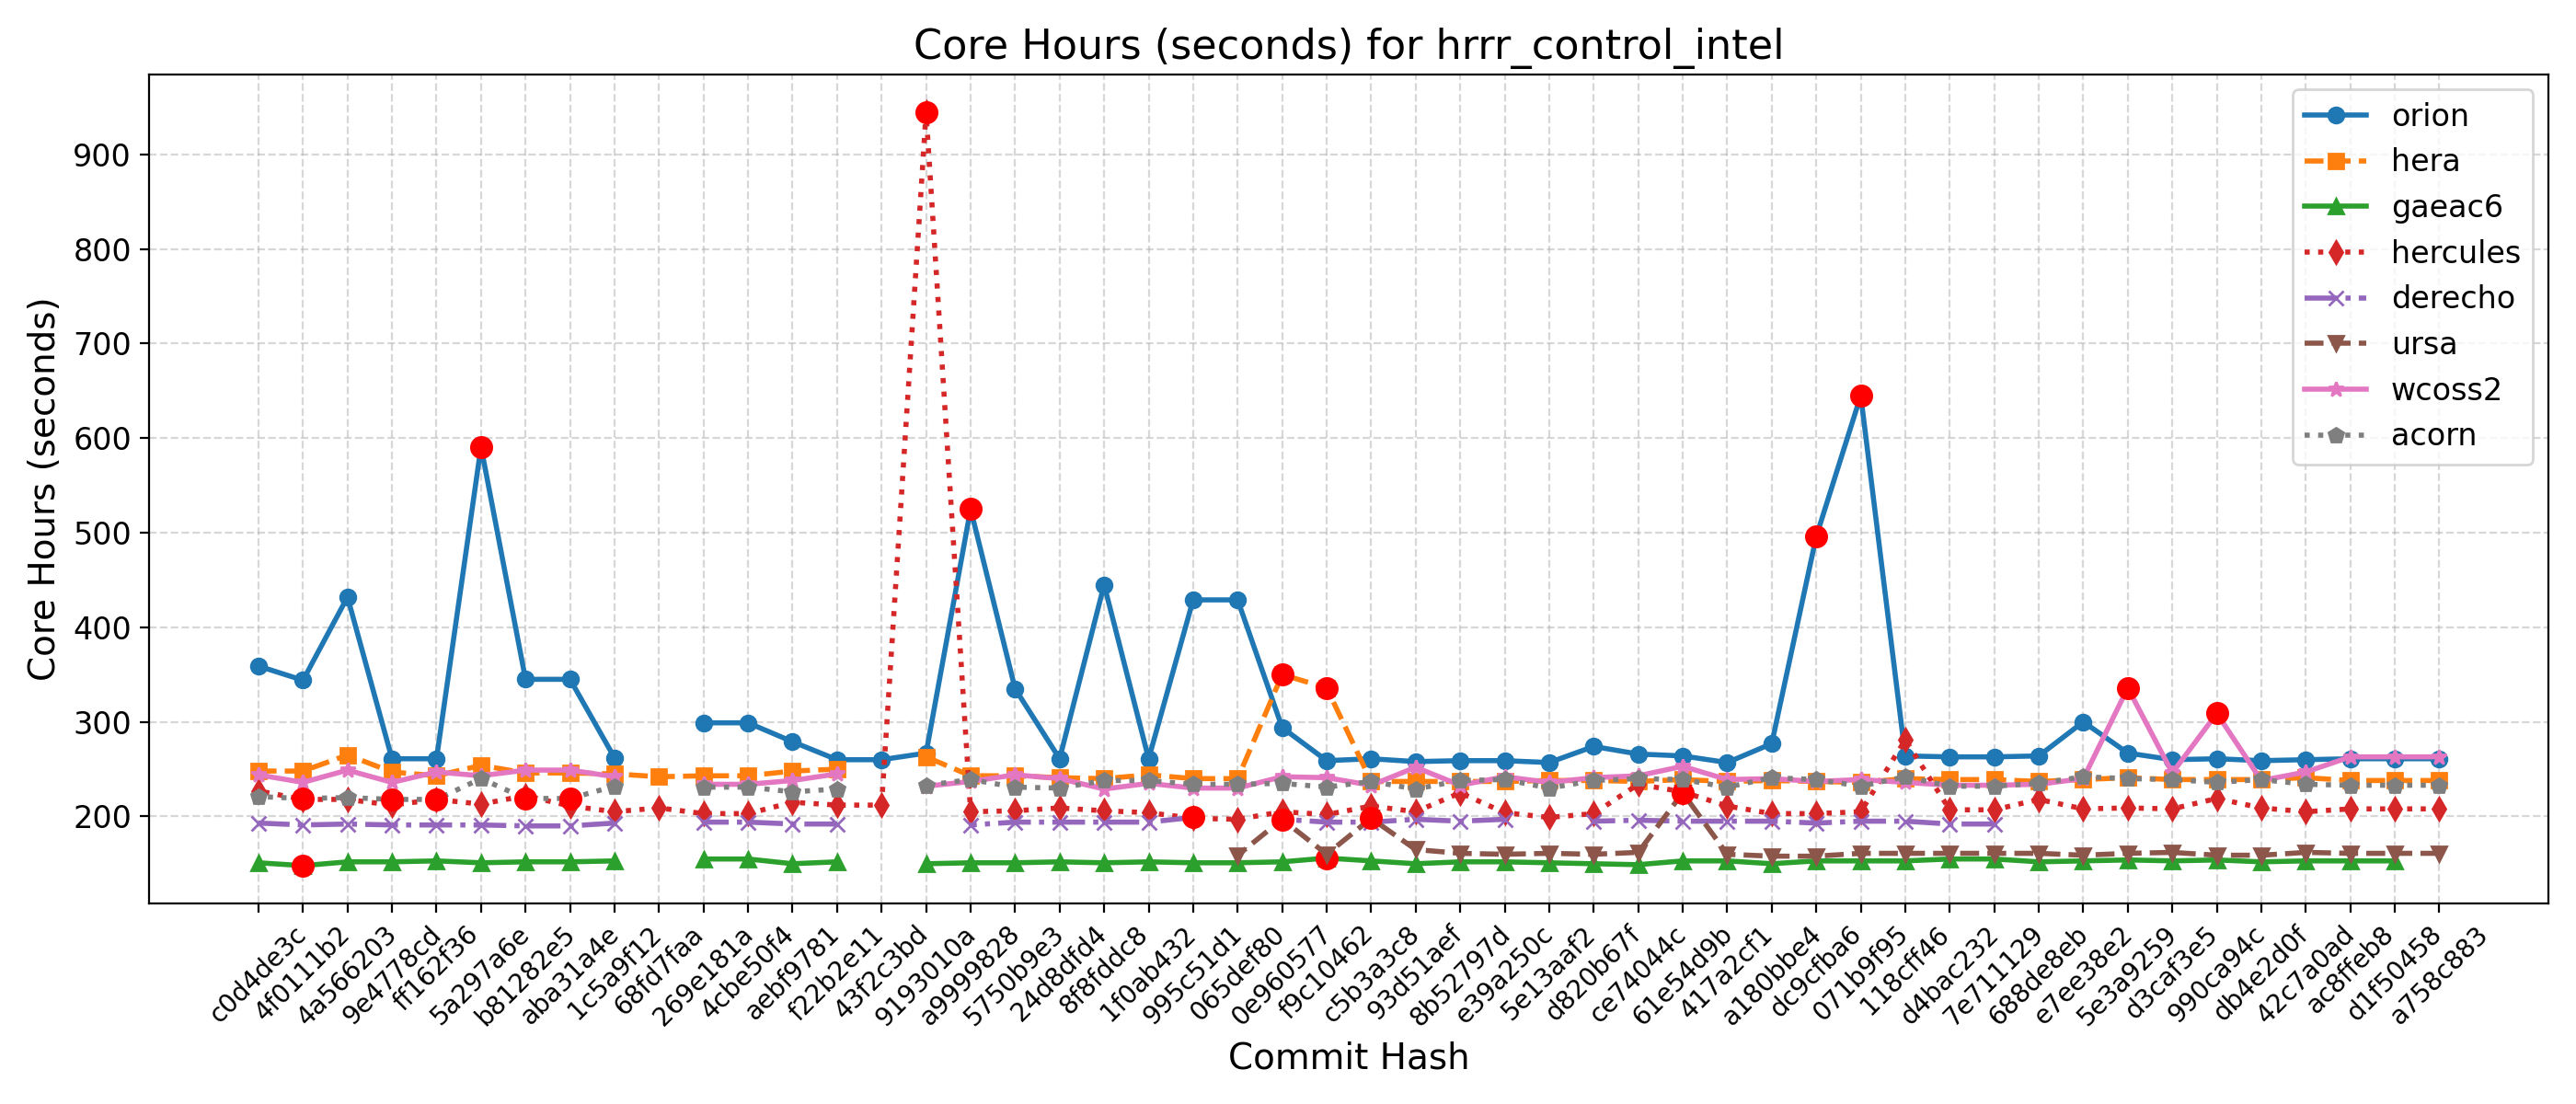 Core Hours (seconds) for hrrr_control_intel
Core Hours (seconds)
900
800
700
600
500
400
300
200
orion
hera
gaeac6
hercules
derecho
ursa
wcoss2
acorn
c0d4de3c
4f0111b2
4a566203
9e4778cd
ff162f36
5a297a6e
b81282e5
aba31a4e
1c5a9f12
68fd7faa
269e181a
4cbe50f4
aebf9781
f22b2e11
43f2c3bd
9193010a
a9999828
5750b9e3
24d8dfd4
8f8fddc8
1f0ab432
995c51d1
065def80
0e960577
f9c10462
c5b3a3c8
93d51aef
8b52797d
e39a250c
5e13aaf2
d820b67f
ce74044c
61e54d9b
417a2cf1
a180bbe4
dc9cfba6
071b9f95
118cff46
d4bac232
7e711129
688de8eb
e7ee38e2
5e3a9259
d3caf3e5
990ca94c
db4e2d0f
42c7a0ad
ac8ffeb8
d1f50458
a758c883
Commit Hash